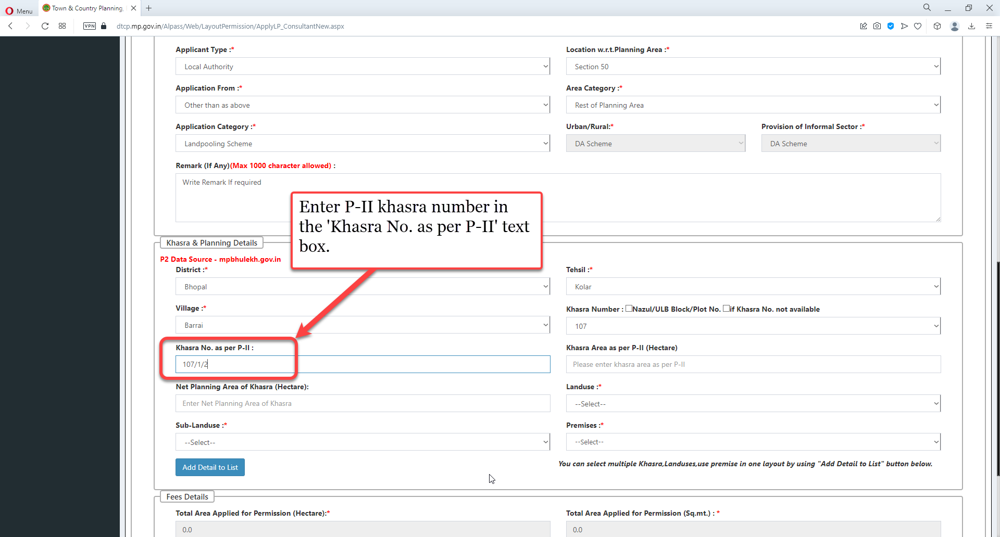 Menu
Town & Country Planning,
VPN
dtcp.mp.gov.in/Alpass/Web/LayoutPermission/ApplyLP_ConsultantNew.aspx
Applicant Type :*
Location w.r.t.Planning Area :*
Local Authority
Section 50
Application From :*
Area Category :*
Other than as above
Rest of Planning Area
Application Category :*
Urban/Rural:*
Provision of Informal Sector :*
Landpooling Scheme
DA Scheme
DA Scheme
Remark (If Any)(Max 1000 character allowed) :
Write Remark If required
Enter P-II khasra number in
the 'Khasra No. as per P-II' text
box.
Khasra & Planning Details
P2 Data Source - mpbhulekh.gov.in
District :*
Tehsil :*
Bhopal
Kolar
Village :*
Khasra Number : Nazul/ULB Block/Plot No. if Khasra No. not available
Barrai
107
Khasra No. as per P-II :
Khasra Area as per P-II (Hectare)
107/1/2
Please enter khasra area as per P-II
Net Planning Area of Khasra (Hectare):
Landuse :*
Enter Net Planning Area of Khasra
--Select--
Sub-Landuse :*
Premises :*
--Select--
--Select--
Add Detail to List
You can select multiple Khasra,Landuses,use premise in one layout by using "Add Detail to List" button below.
Fees Details
Total Area Applied for Permission (Hectare):*
Total Area Applied for Permission (Sq.mt.) : *
0.0
0.0